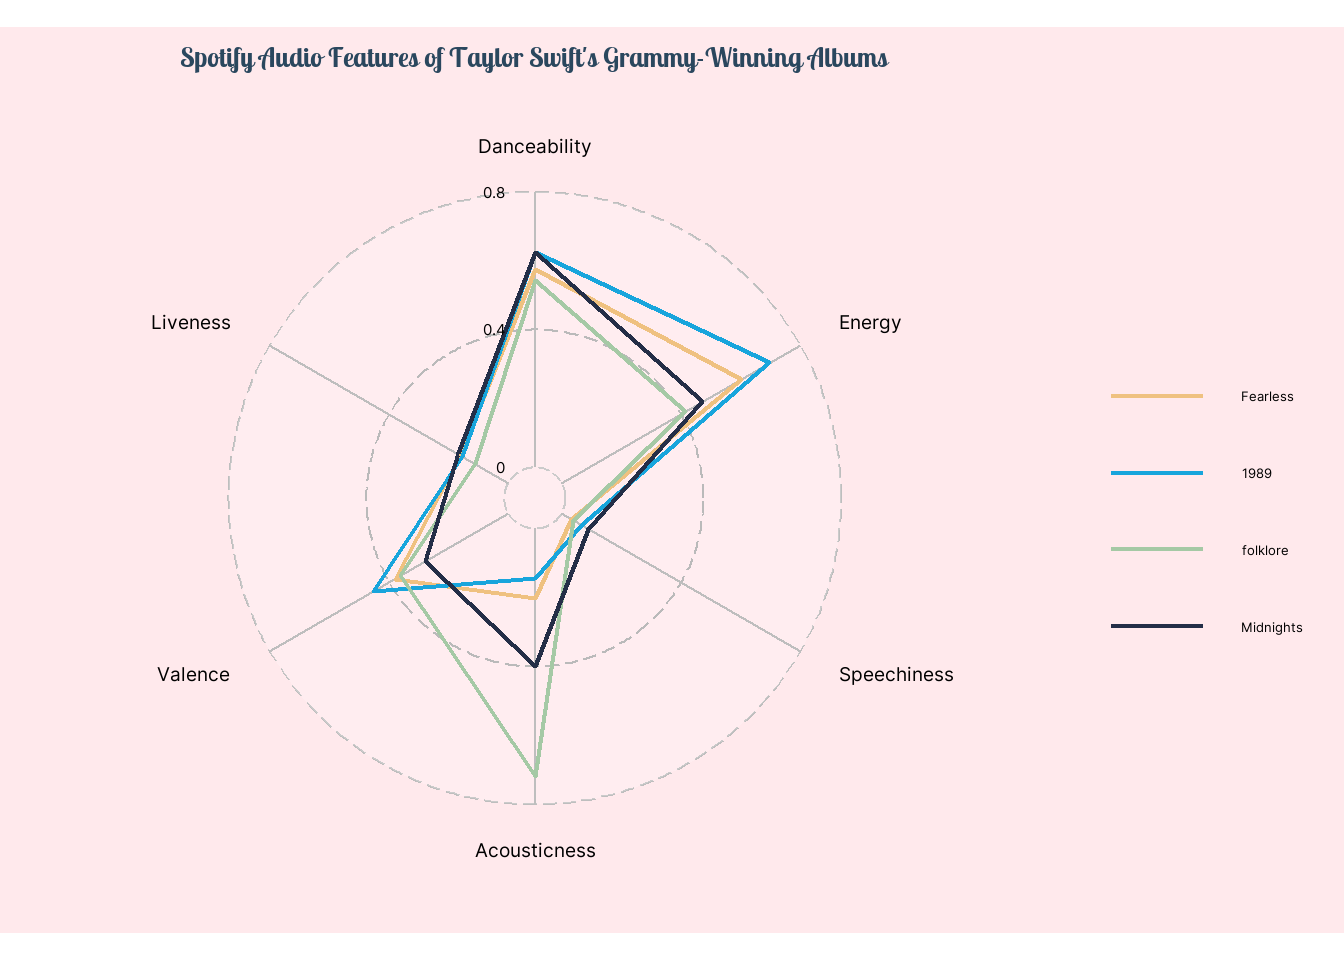 Spotify Audio Features of Taylor Swift's Grammy-Winning Albums
Danceability
0.8
Liveness
Energy
0.4
Fearless
0
1989
folklore
Midnights
Valence
Speechiness
Acousticness